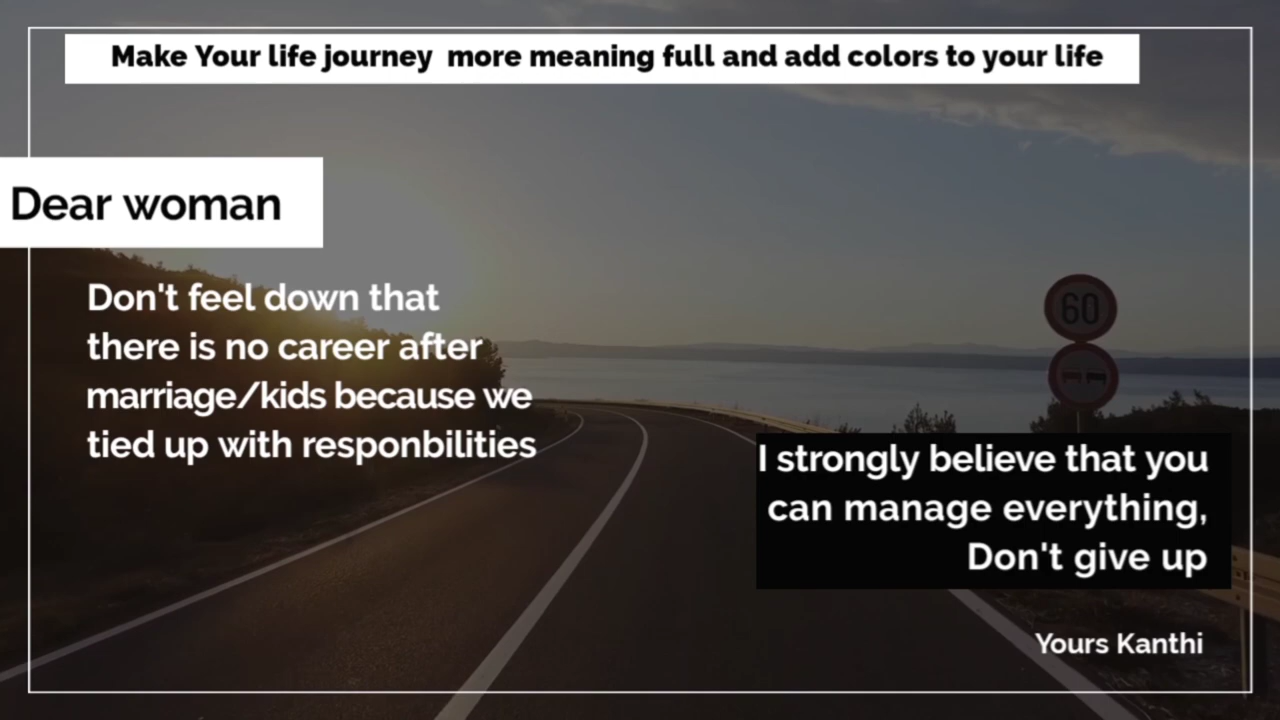 Make Your life journey  more meaning full and add colors to your life
Dear woman
Don't feel down that
there is no career after
marriage/kids because we
tied up with responbilities
60
I strongly believe that you
can manage everything,
Don't give up
Yours Kanthi